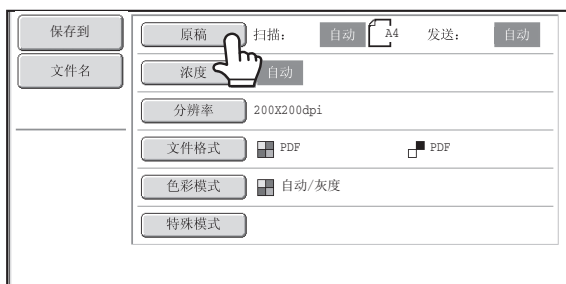 保存到
文件名
原稿 扫描: 自动 A4 发送: 自动
浓度 自动
分辨率 200X200dpi
文件格式 PDF PDF
色彩模式 自动/灰度
特殊模式